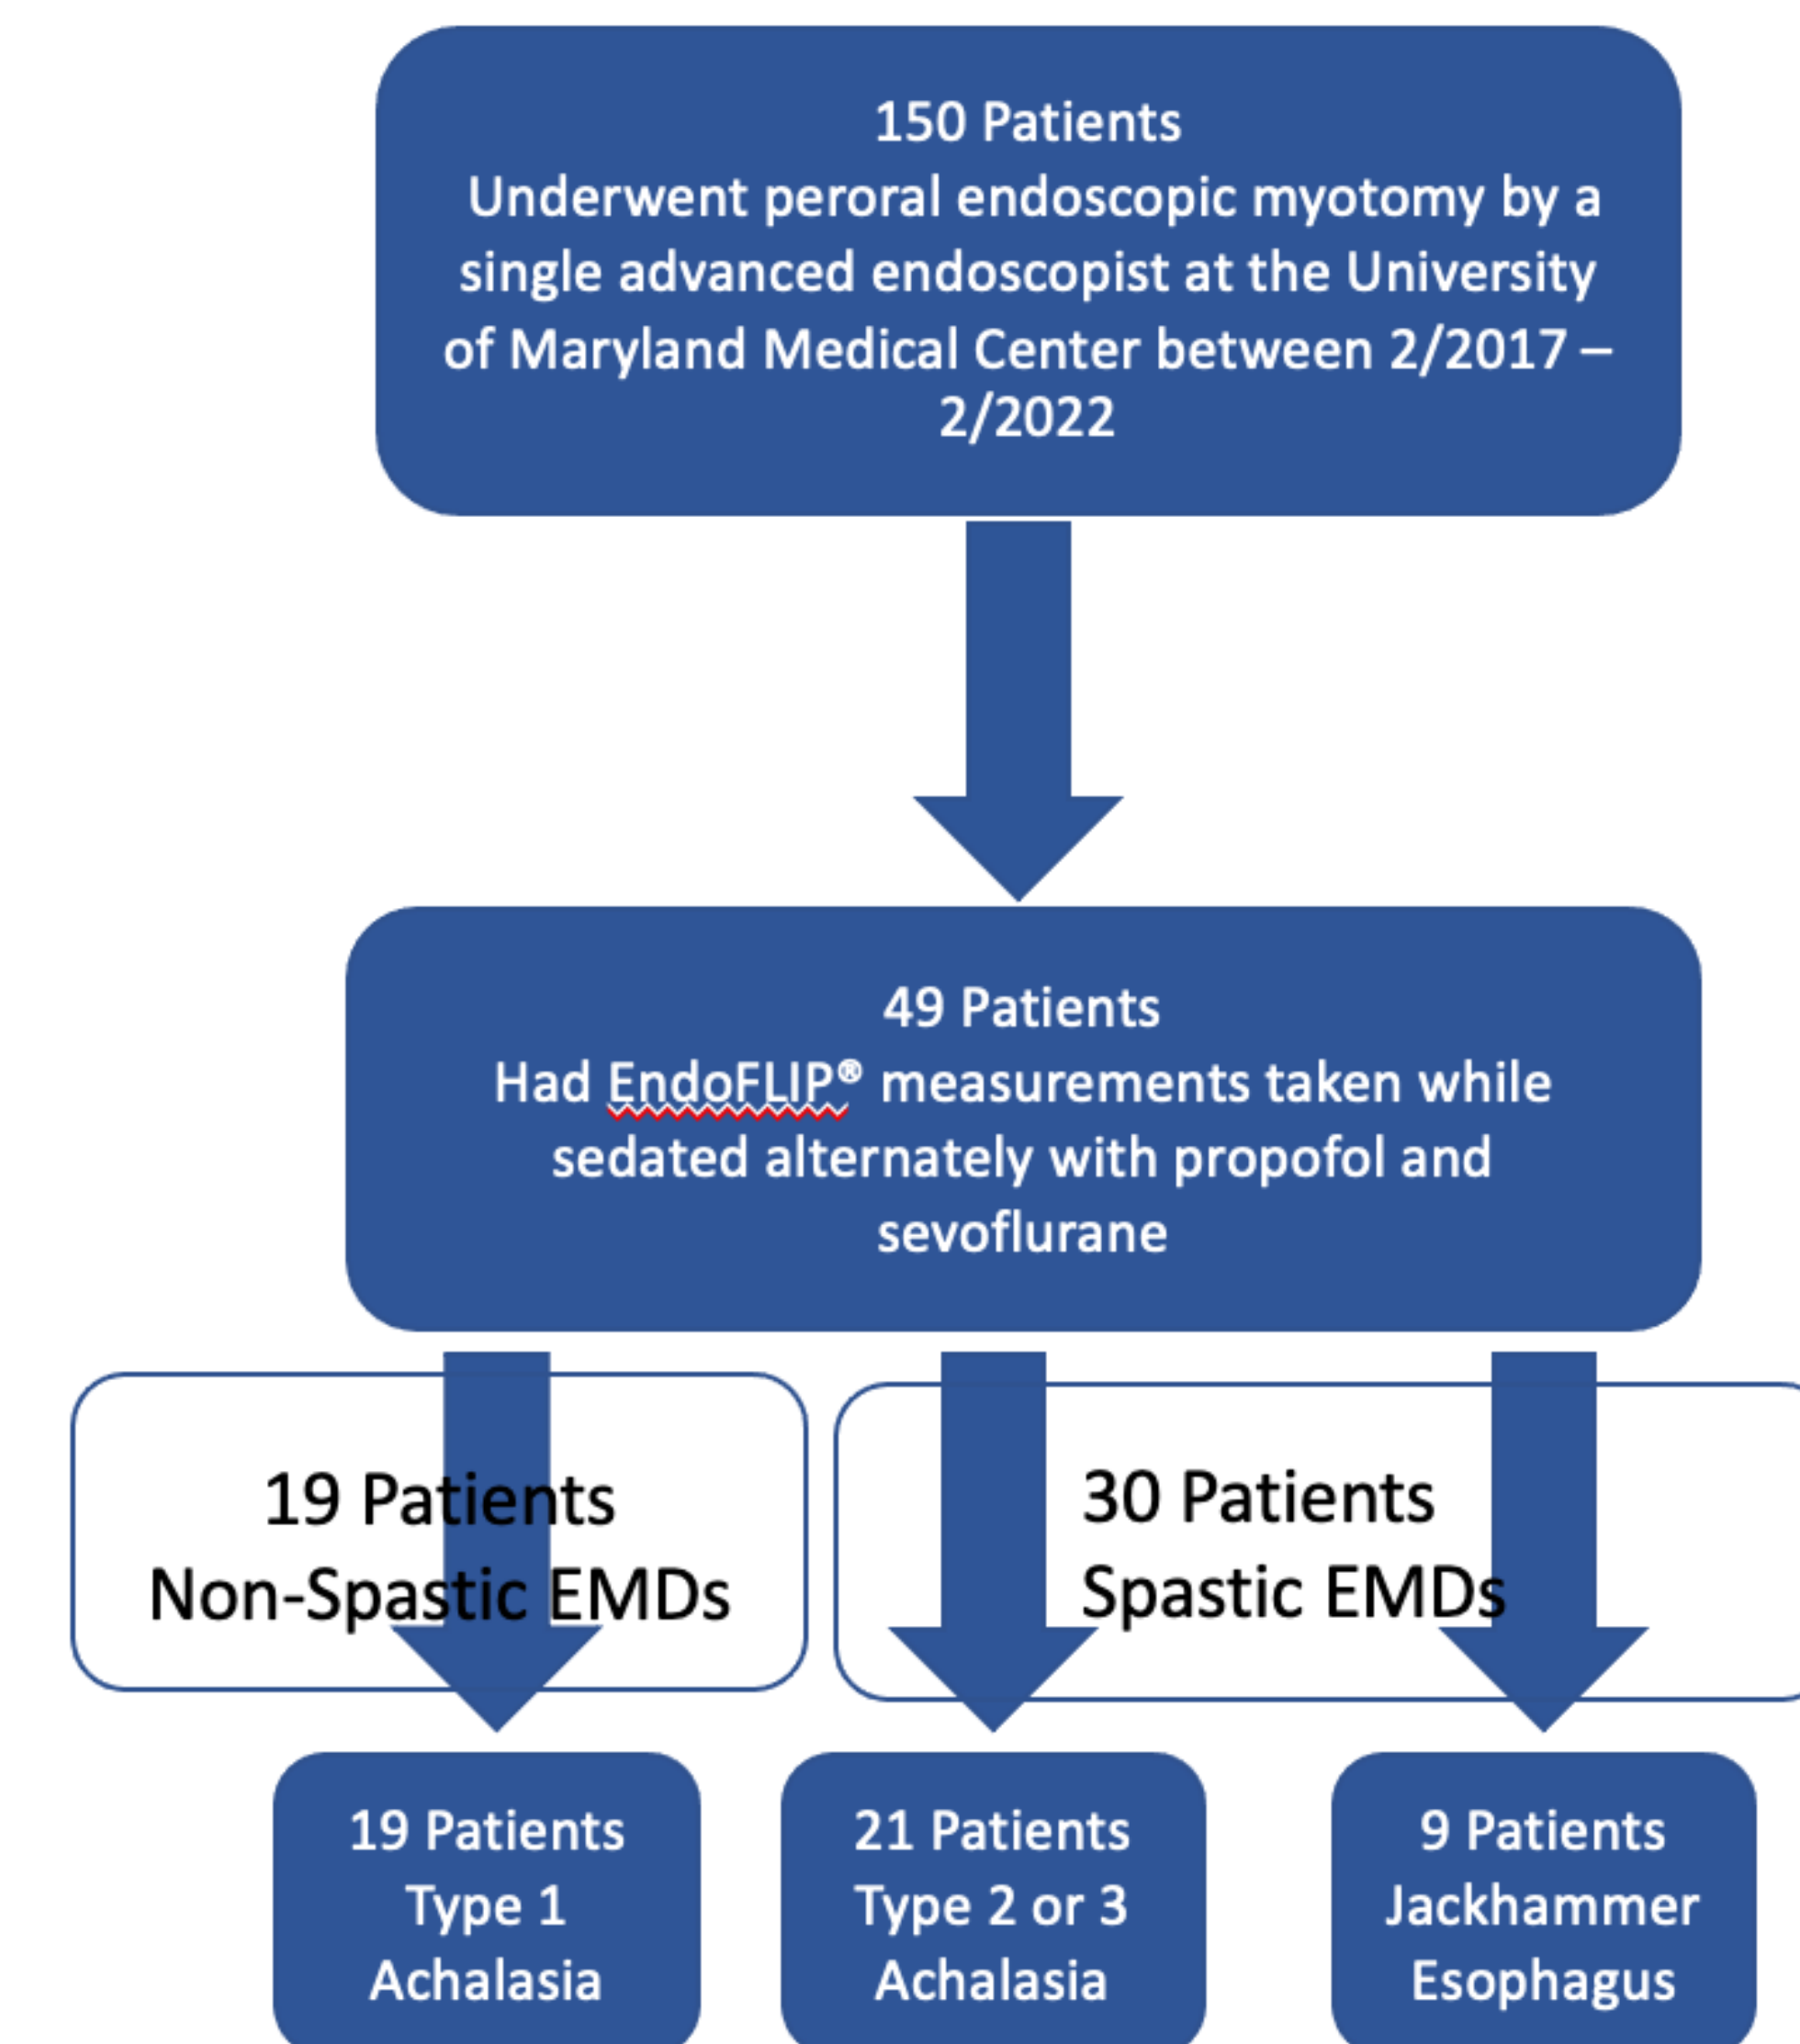 150 Patients
Underwent peroral endoscopic myotomy by a
single advanced endoscopist at the University
of Maryland Medical Center between 2/2017 –
2/2022
49 Patients
Had EndoFLIP® measurements taken while
sedated alternately with propofol and
sevoflurane
19 Patients
Non-Spastic EMDs
30 Patients
Spastic EMDs
19 Patients
Type 1
Achalasia
21 Patients
Type 2 or 3
Achalasia
9 Patients
Jackhammer
Esophagus